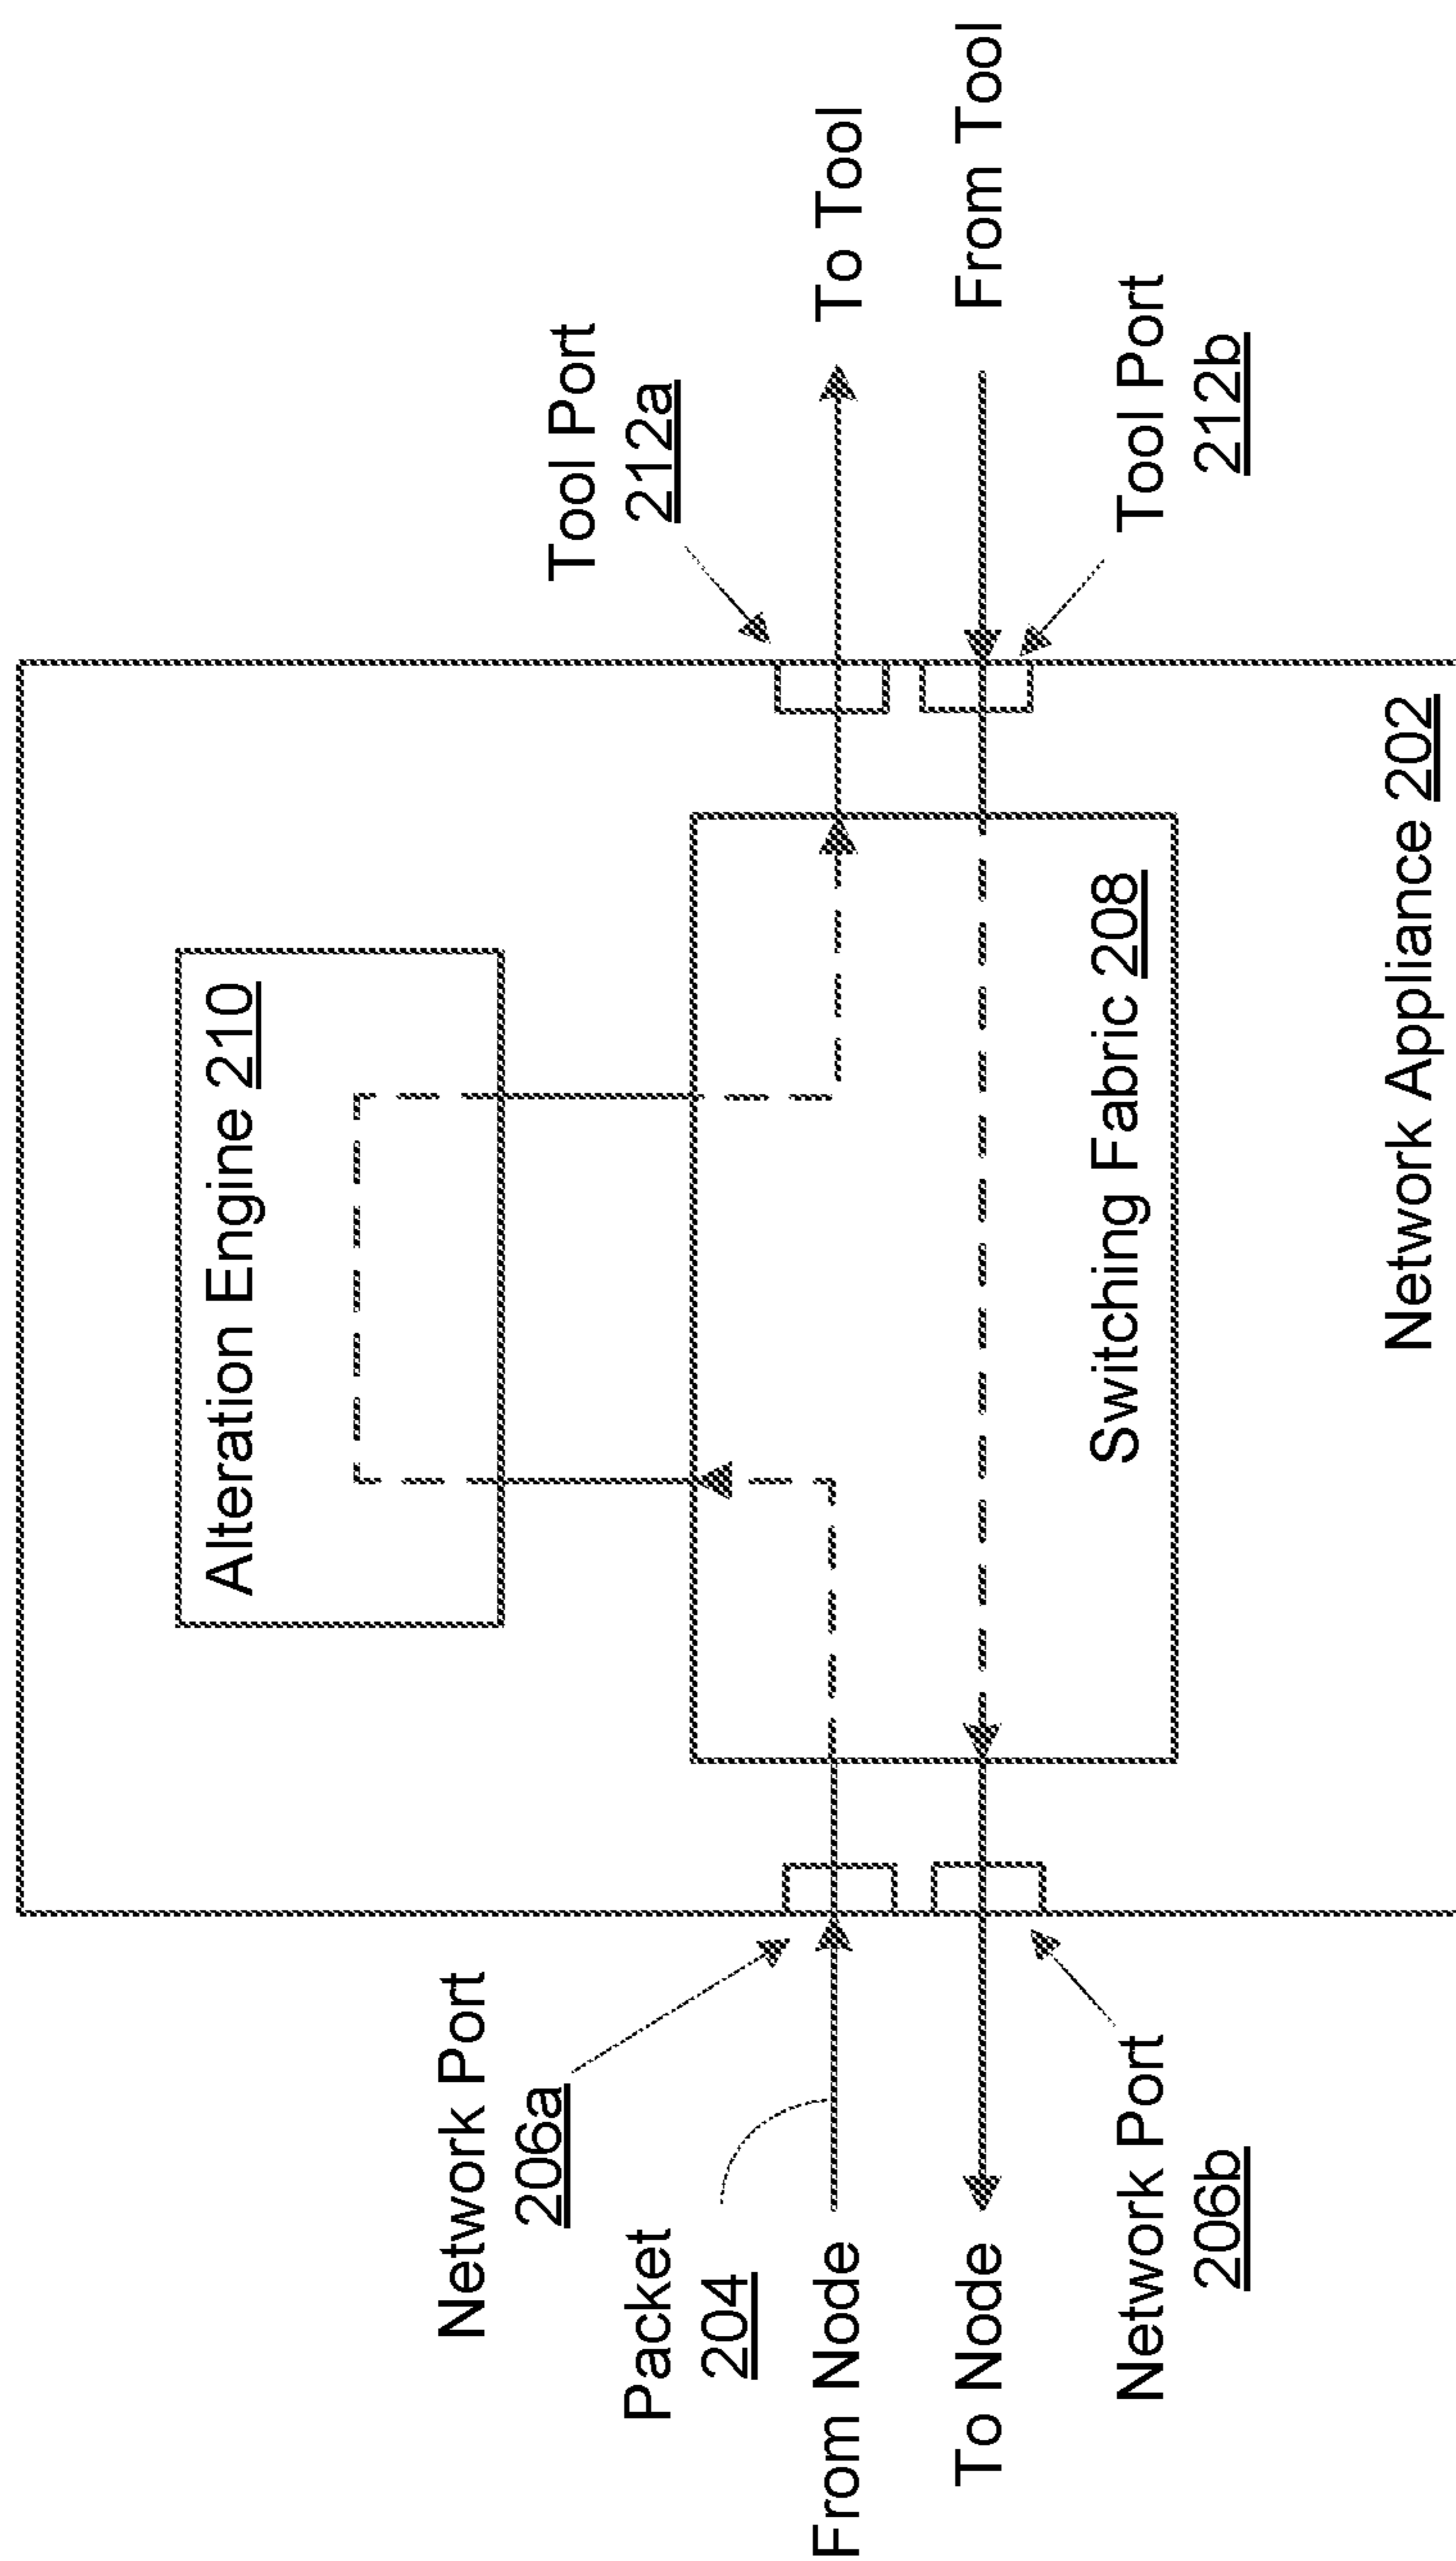 Alteration Engine 210
Network Port
206a
Tool Port
212a
Packet
204
From Node
To Tool
To Node
From Tool
Switching Fabric 208
Network Port
206b
Tool Port
212b
Network Appliance 202